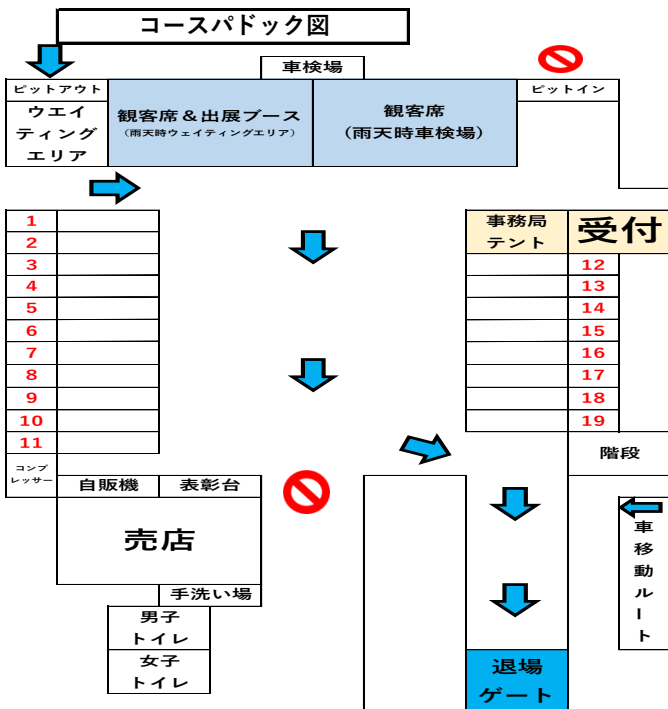 コースパドック図
車検場
ピットアウト
ピットイン
ウエイ
ティング
エリア
観客席&出展ブース
(雨天時ウェイティングエリア)
観客席
(雨天時車検場)
1
2
3
4
5
6
7
8
9
10
11
コンプ
レッサー
事務局
テント
受付
12
13
14
15
16
17
18
19
階段
自販機
表彰台
売店
手洗い場
男子
トイレ
女子
トイレ
車移動ルート
退場
ゲート